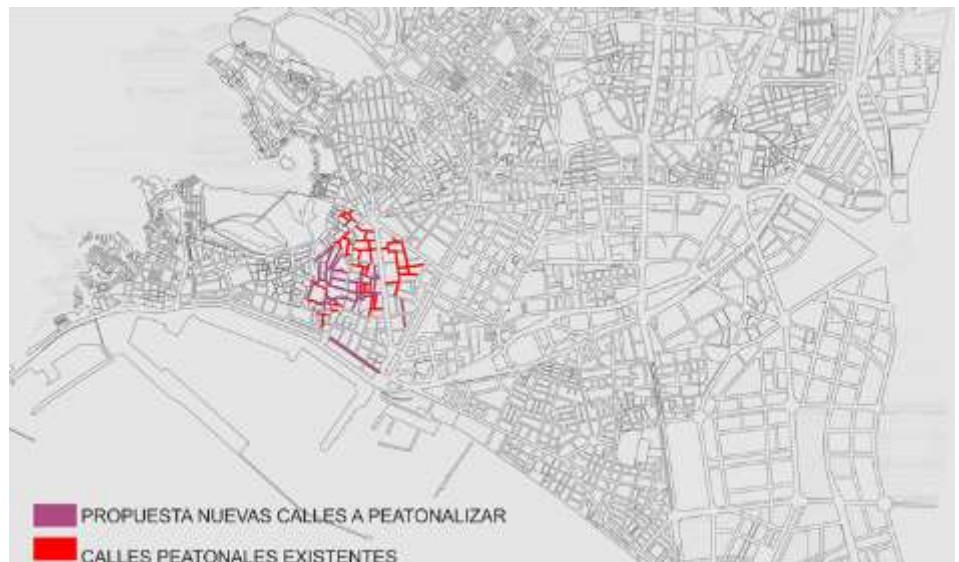 PROPUESTA NUEVAS CALLES A PEATONALIZAR
CALLES PEATONALES EXISTENTES